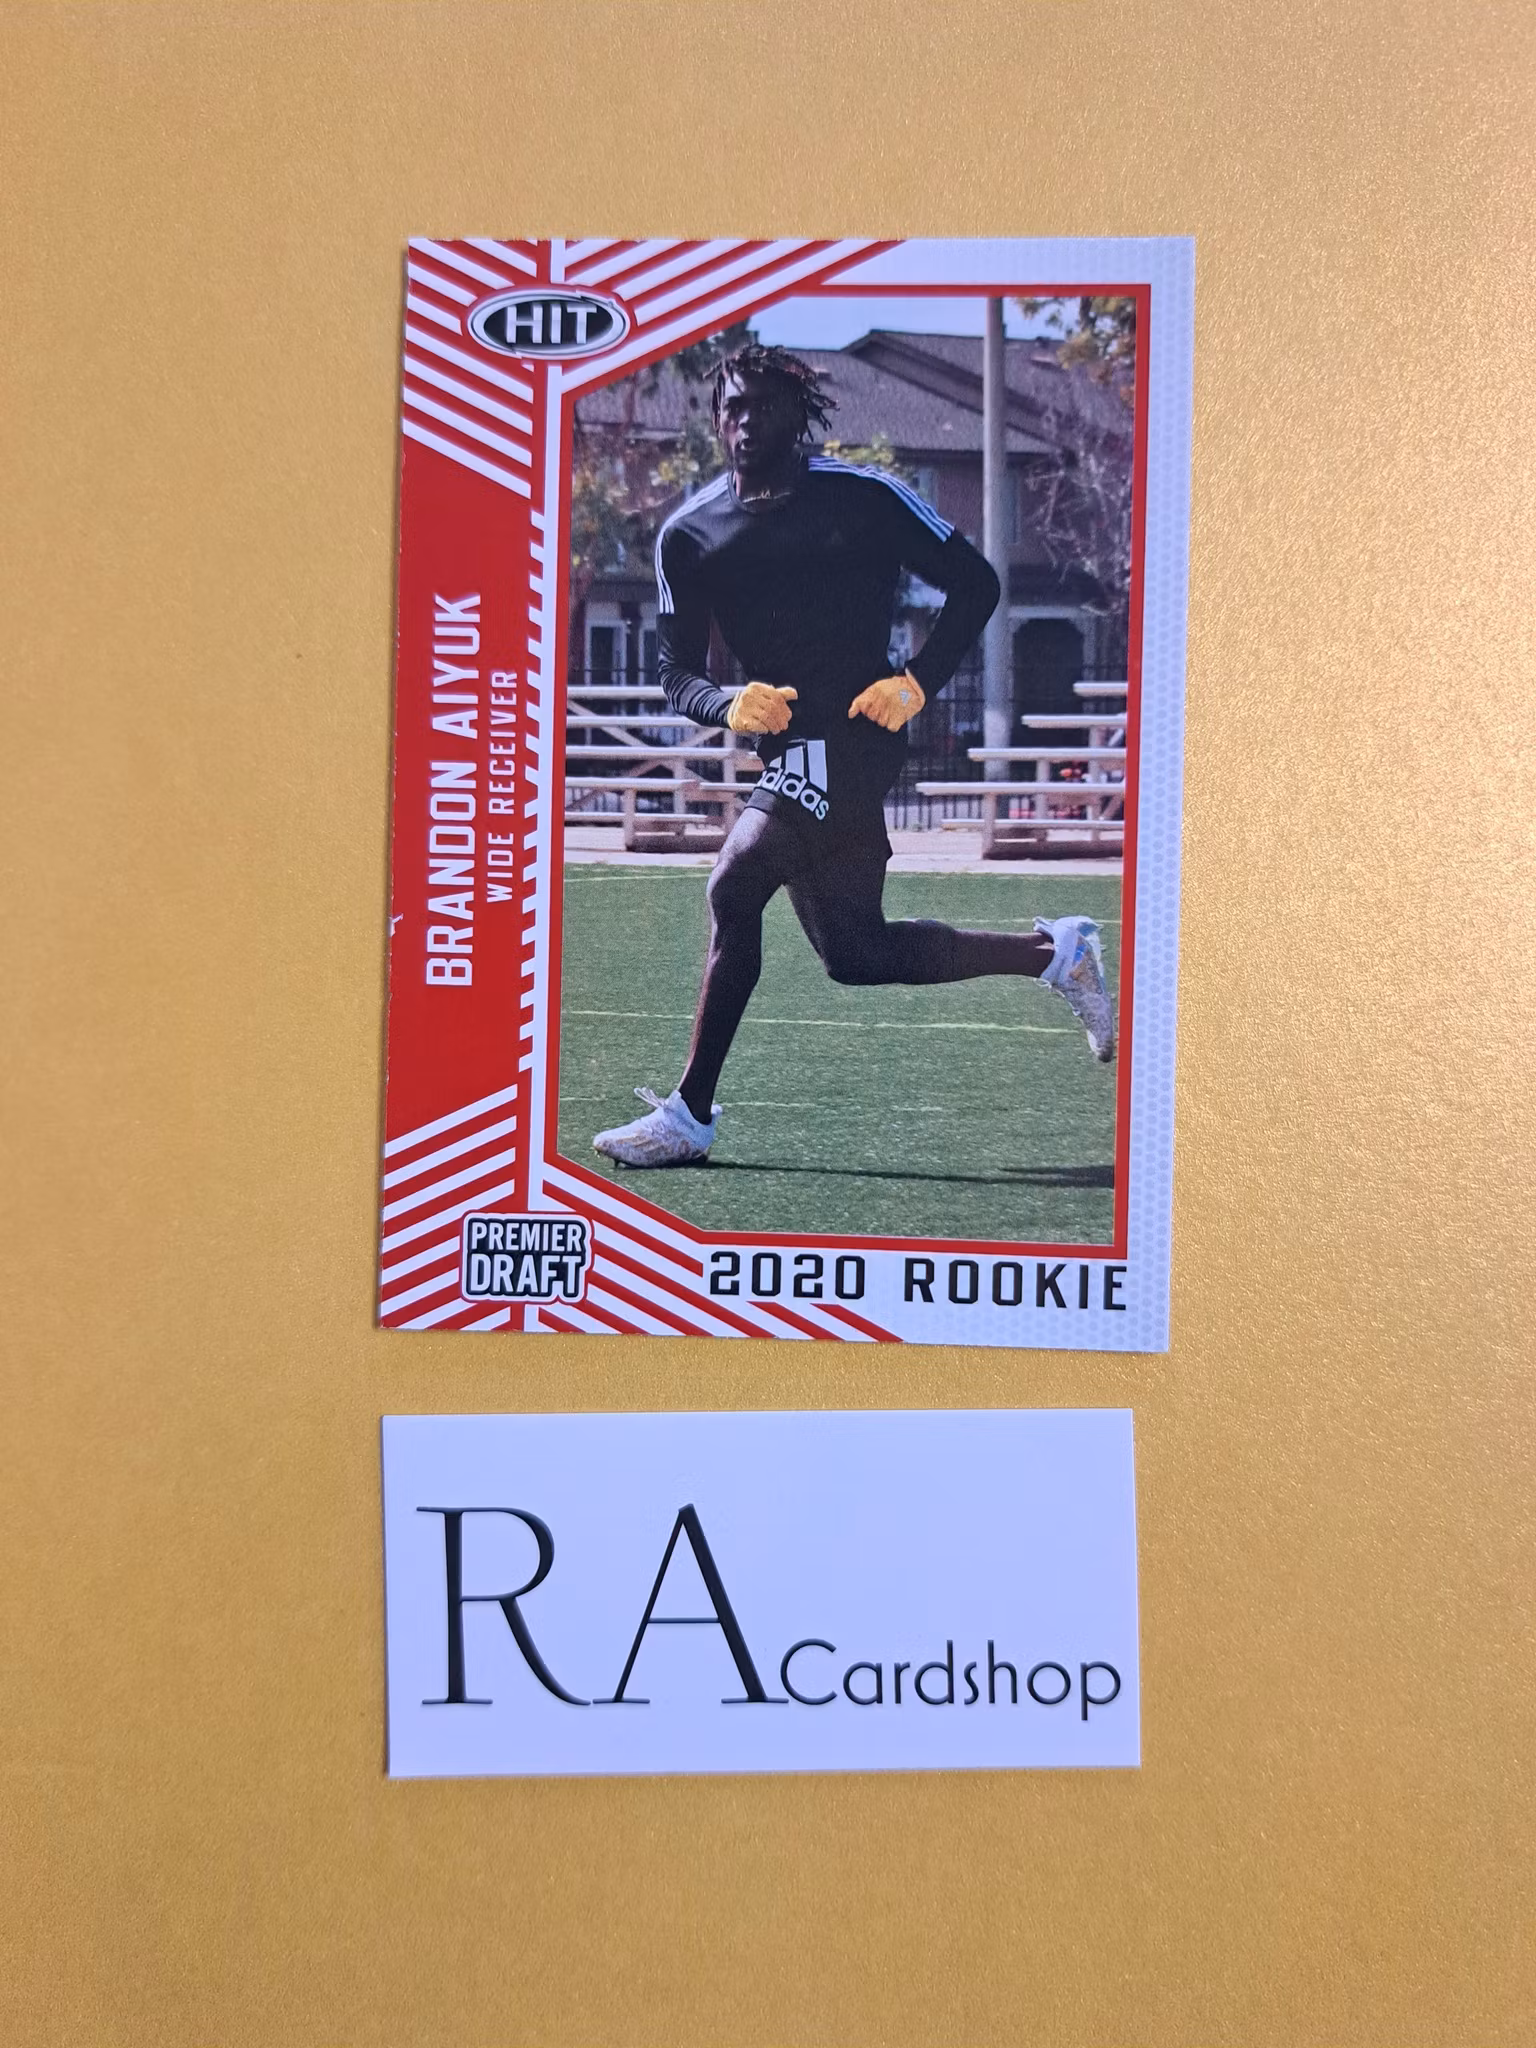 HIT
BRANDON AIYUK
WIDE RECEIVER
adidas
PREMIER
DRAFT
2020 ROOKIE
RA Cardshop